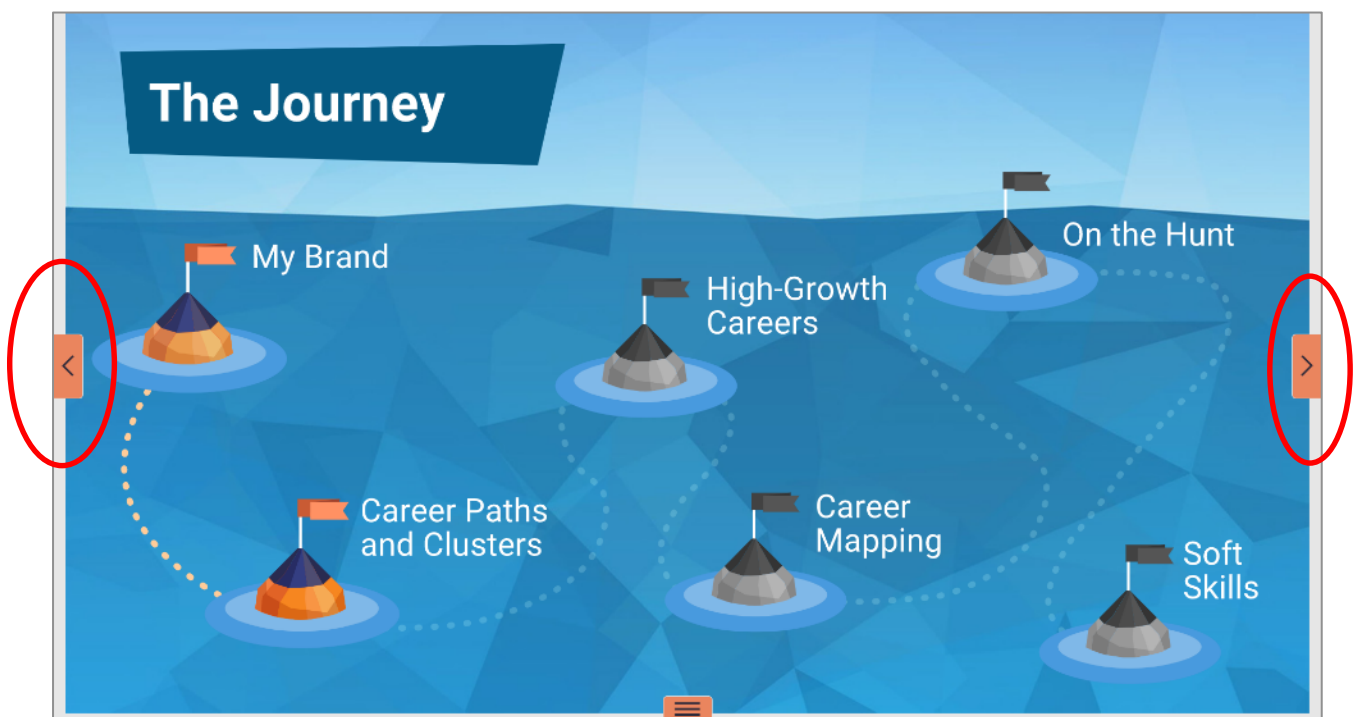 The Journey
My Brand
Career Paths
and Clusters
High-Growth
Careers
Career
Mapping
On the Hunt
Soft
Skills